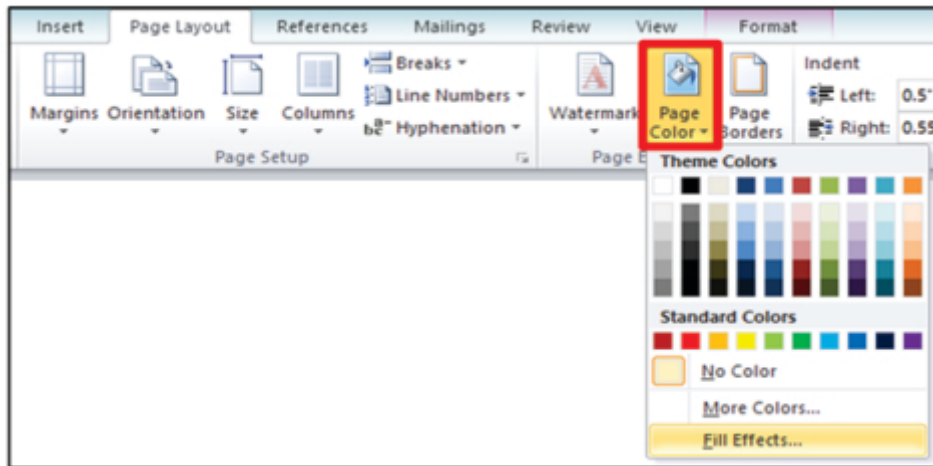 Insert Page Layout References Mailings Review View Format
Margins Orientation Size Columns Breaks Line Numbers Hyphenation Watermark Page Color Page Borders Indent Left: 0.5" Right: 0.55
Page Setup
Theme Colors
Standard Colors
No Color
More Colors...
Fill Effects...